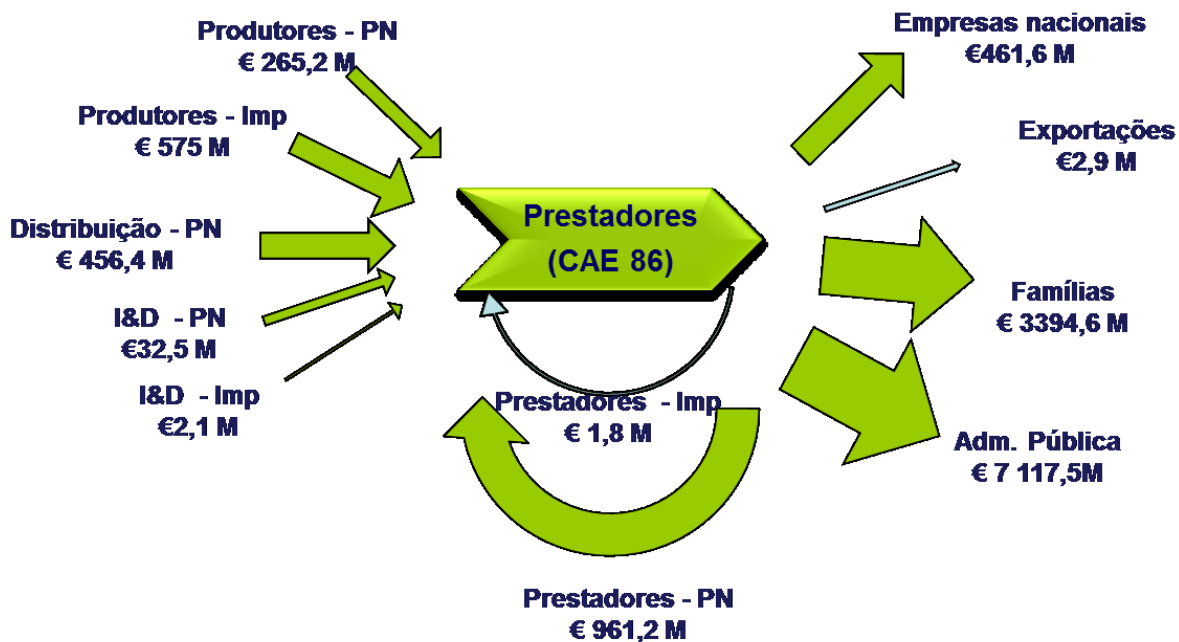 Produtores - PN
€ 265,2 M
Produtores - Imp
€ 575 M
Distribuição - PN
€ 456,4 M
I&D - PN
€32,5 M
I&D - Imp
€2,1 M
Prestadores
(CAE 86)
Prestadores - Imp
€ 1,8 M
Prestadores - PN
€ 961,2 M
Empresas nacionais
€461,6 M
Exportações
€2,9 M
Famílias
€ 3394,6 M
Adm. Pública
€ 7 117,5M